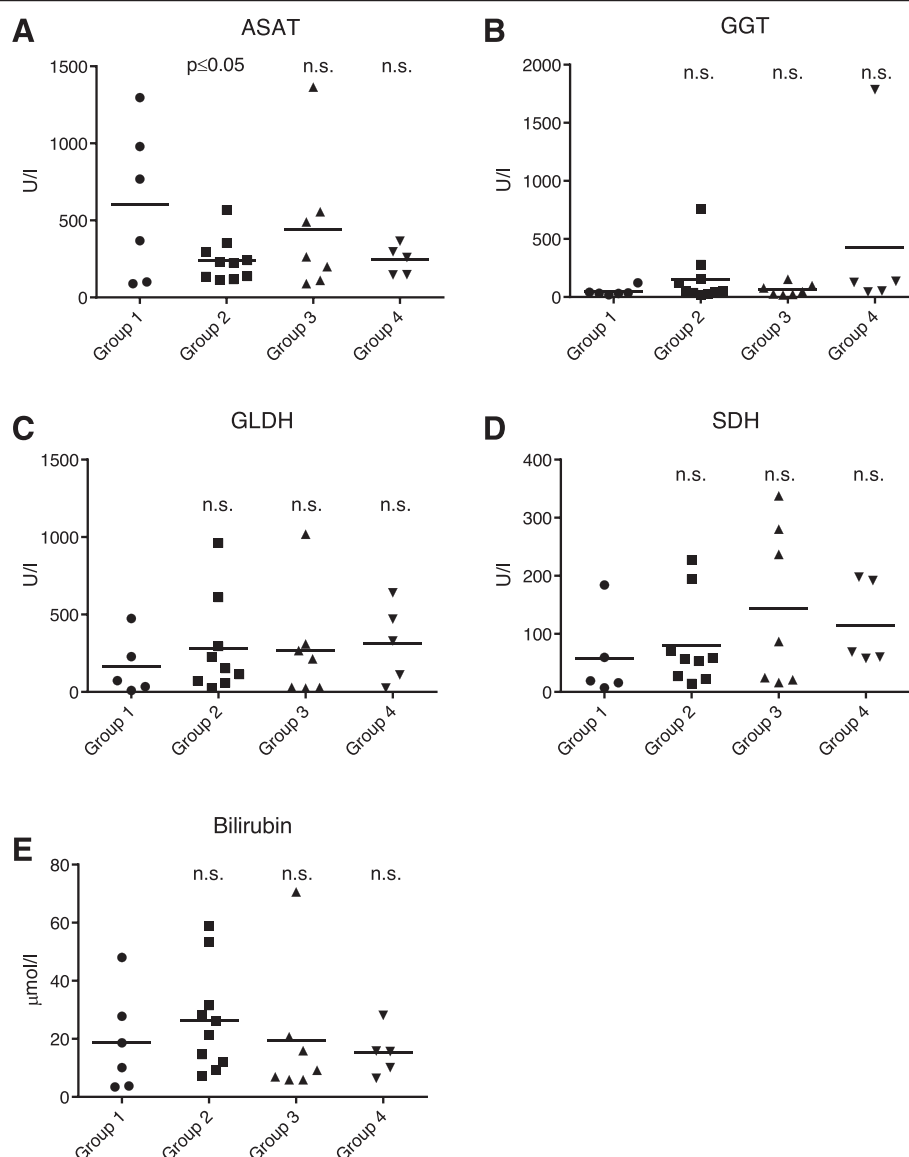 A
ASAT
p≤0.05 n.s. n.s.
1500
1000
500
0
U/l
Group 1 Group 2 Group 3 Group 4
B
GGT
n.s. n.s. n.s.
2000
1500
1000
500
0
U/l
Group 1 Group 2 Group 3 Group 4
C
GLDH
n.s. n.s. n.s.
1500
1000
500
0
U/l
Group 1 Group 2 Group 3 Group 4
D
SDH
n.s. n.s. n.s.
400
300
200
100
0
U/l
Group 1 Group 2 Group 3 Group 4
E
Bilirubin
n.s. n.s. n.s.
80
60
40
20
0
µmol/l
Group 1 Group 2 Group 3 Group 4